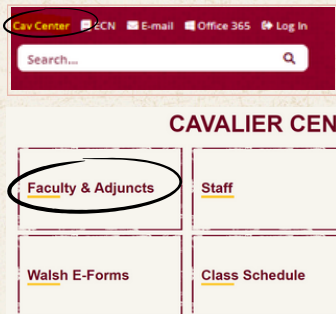 Cav Center ECN E-mail Office 365 Log In
Search...
CAVALIER CEN
Faculty & Adjuncts Staff
Walsh E-Forms Class Schedule